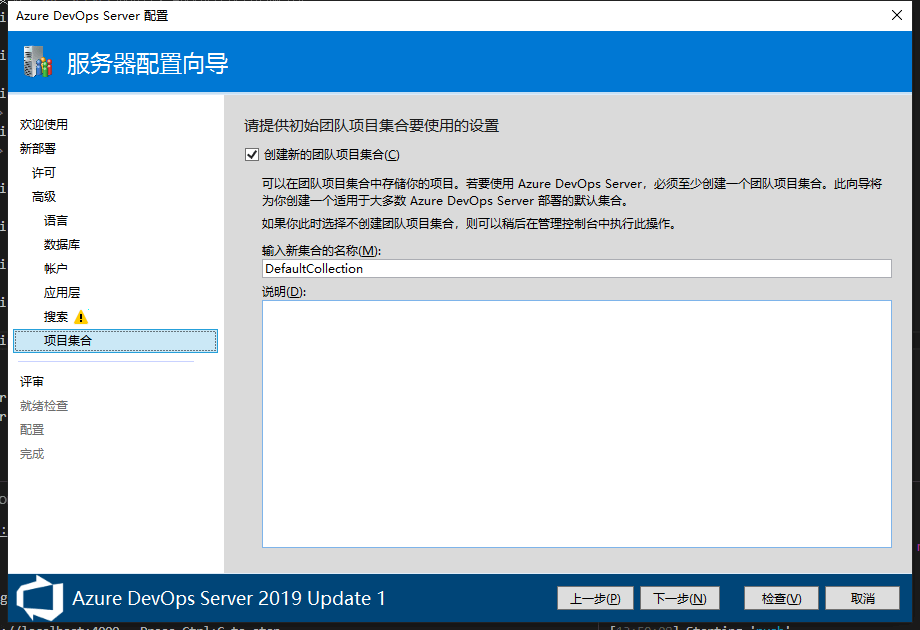 Azure DevOps Server 配置
服务器配置向导
欢迎使用
新部署
许可
高级
语言
数据库
帐户
应用层
搜索
项目集合
评审
就绪检查
配置
完成
请提供初始团队项目集合要使用的设置
创建新的团队项目集合(C)
可以在团队项目集合中存储你的项目。若要使用 Azure DevOps Server，必须至少创建一个团队项目集合。此向导将
为你创建一个适用于大多数 Azure DevOps Server 部署的默认集合。
如果你此时选择不创建团队项目集合，则可以稍后在管理控制台中执行此操作。
输入新集合的名称(M):
DefaultCollection
说明(D):
Azure DevOps Server 2019 Update 1
上一步(P)
下一步(N)
检查(V)
取消